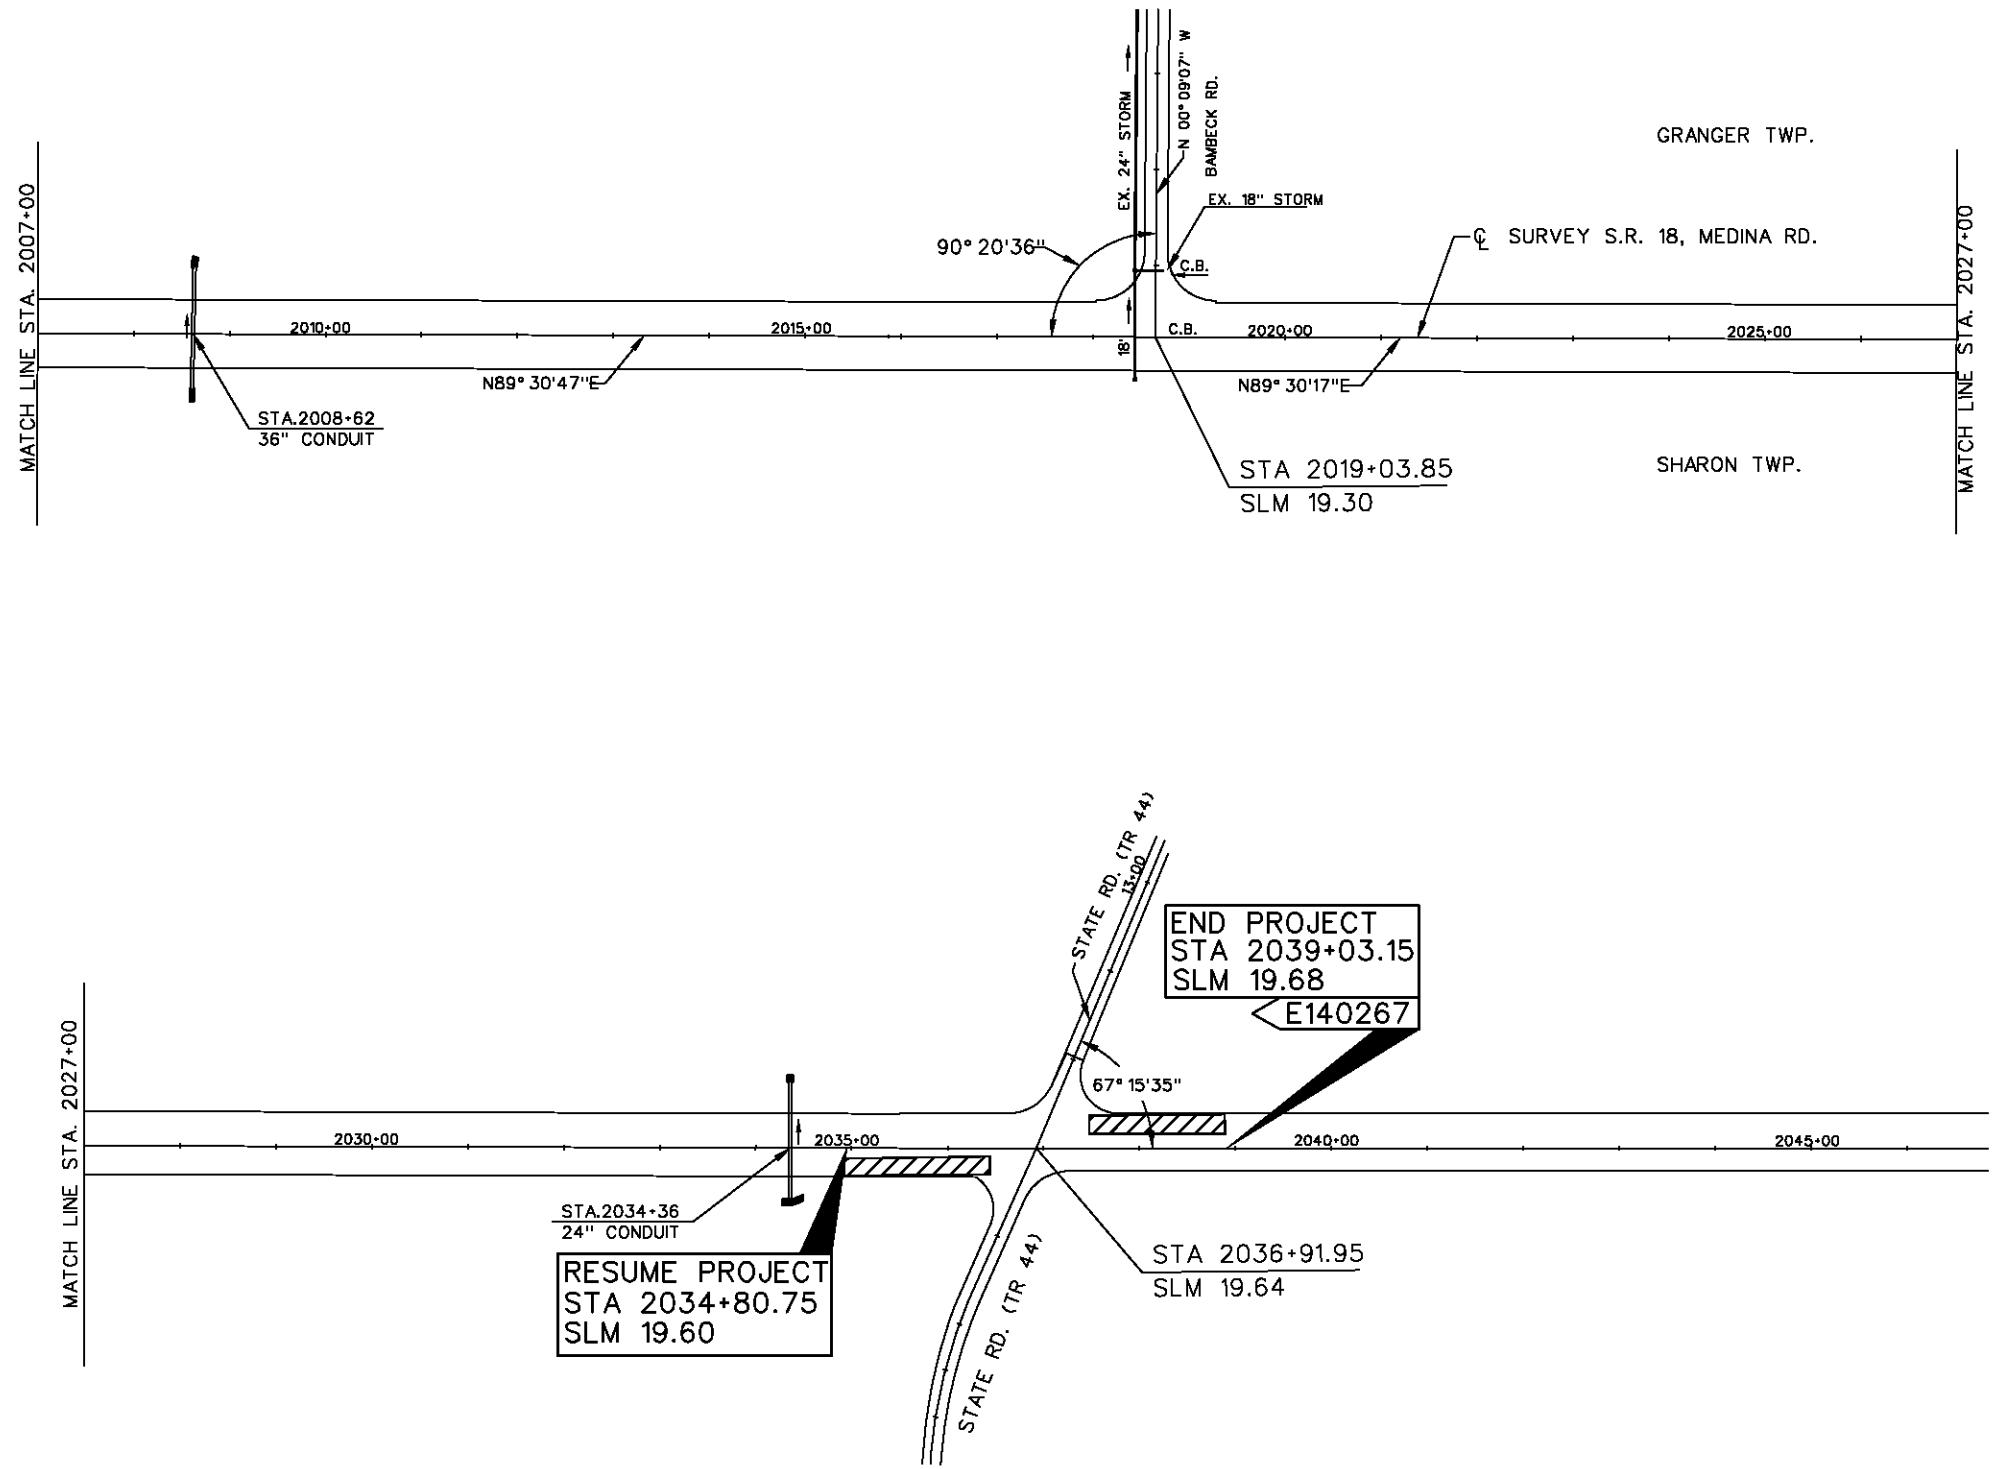 MATCH LINE STA. 2007+00
2010+00
2015+00
2020+00
2025+00
STA.2008+62
36" CONDUIT
N89° 30'47"E
90° 20'36"
EX. 24" STORM
N 00° 09'07" W
BAMBECK RD.
EX. 18" STORM
C.B.
C.B.
18'
STA 2019+03.85
SLM 19.30
N89° 30'17"E
℄ SURVEY S.R. 18, MEDINA RD.
GRANGER TWP.
SHARON TWP.
MATCH LINE STA. 2027+00
MATCH LINE STA. 2027+00
2030+00
2035+00
2040+00
2045+00
STA.2034+36
24" CONDUIT
RESUME PROJECT
STA 2034+80.75
SLM 19.60
STATE RD. (TR 44)
13+00
67° 15'35"
END PROJECT
STA 2039+03.15
SLM 19.68
E140267
STA 2036+91.95
SLM 19.64
STATE RD. (TR 44)